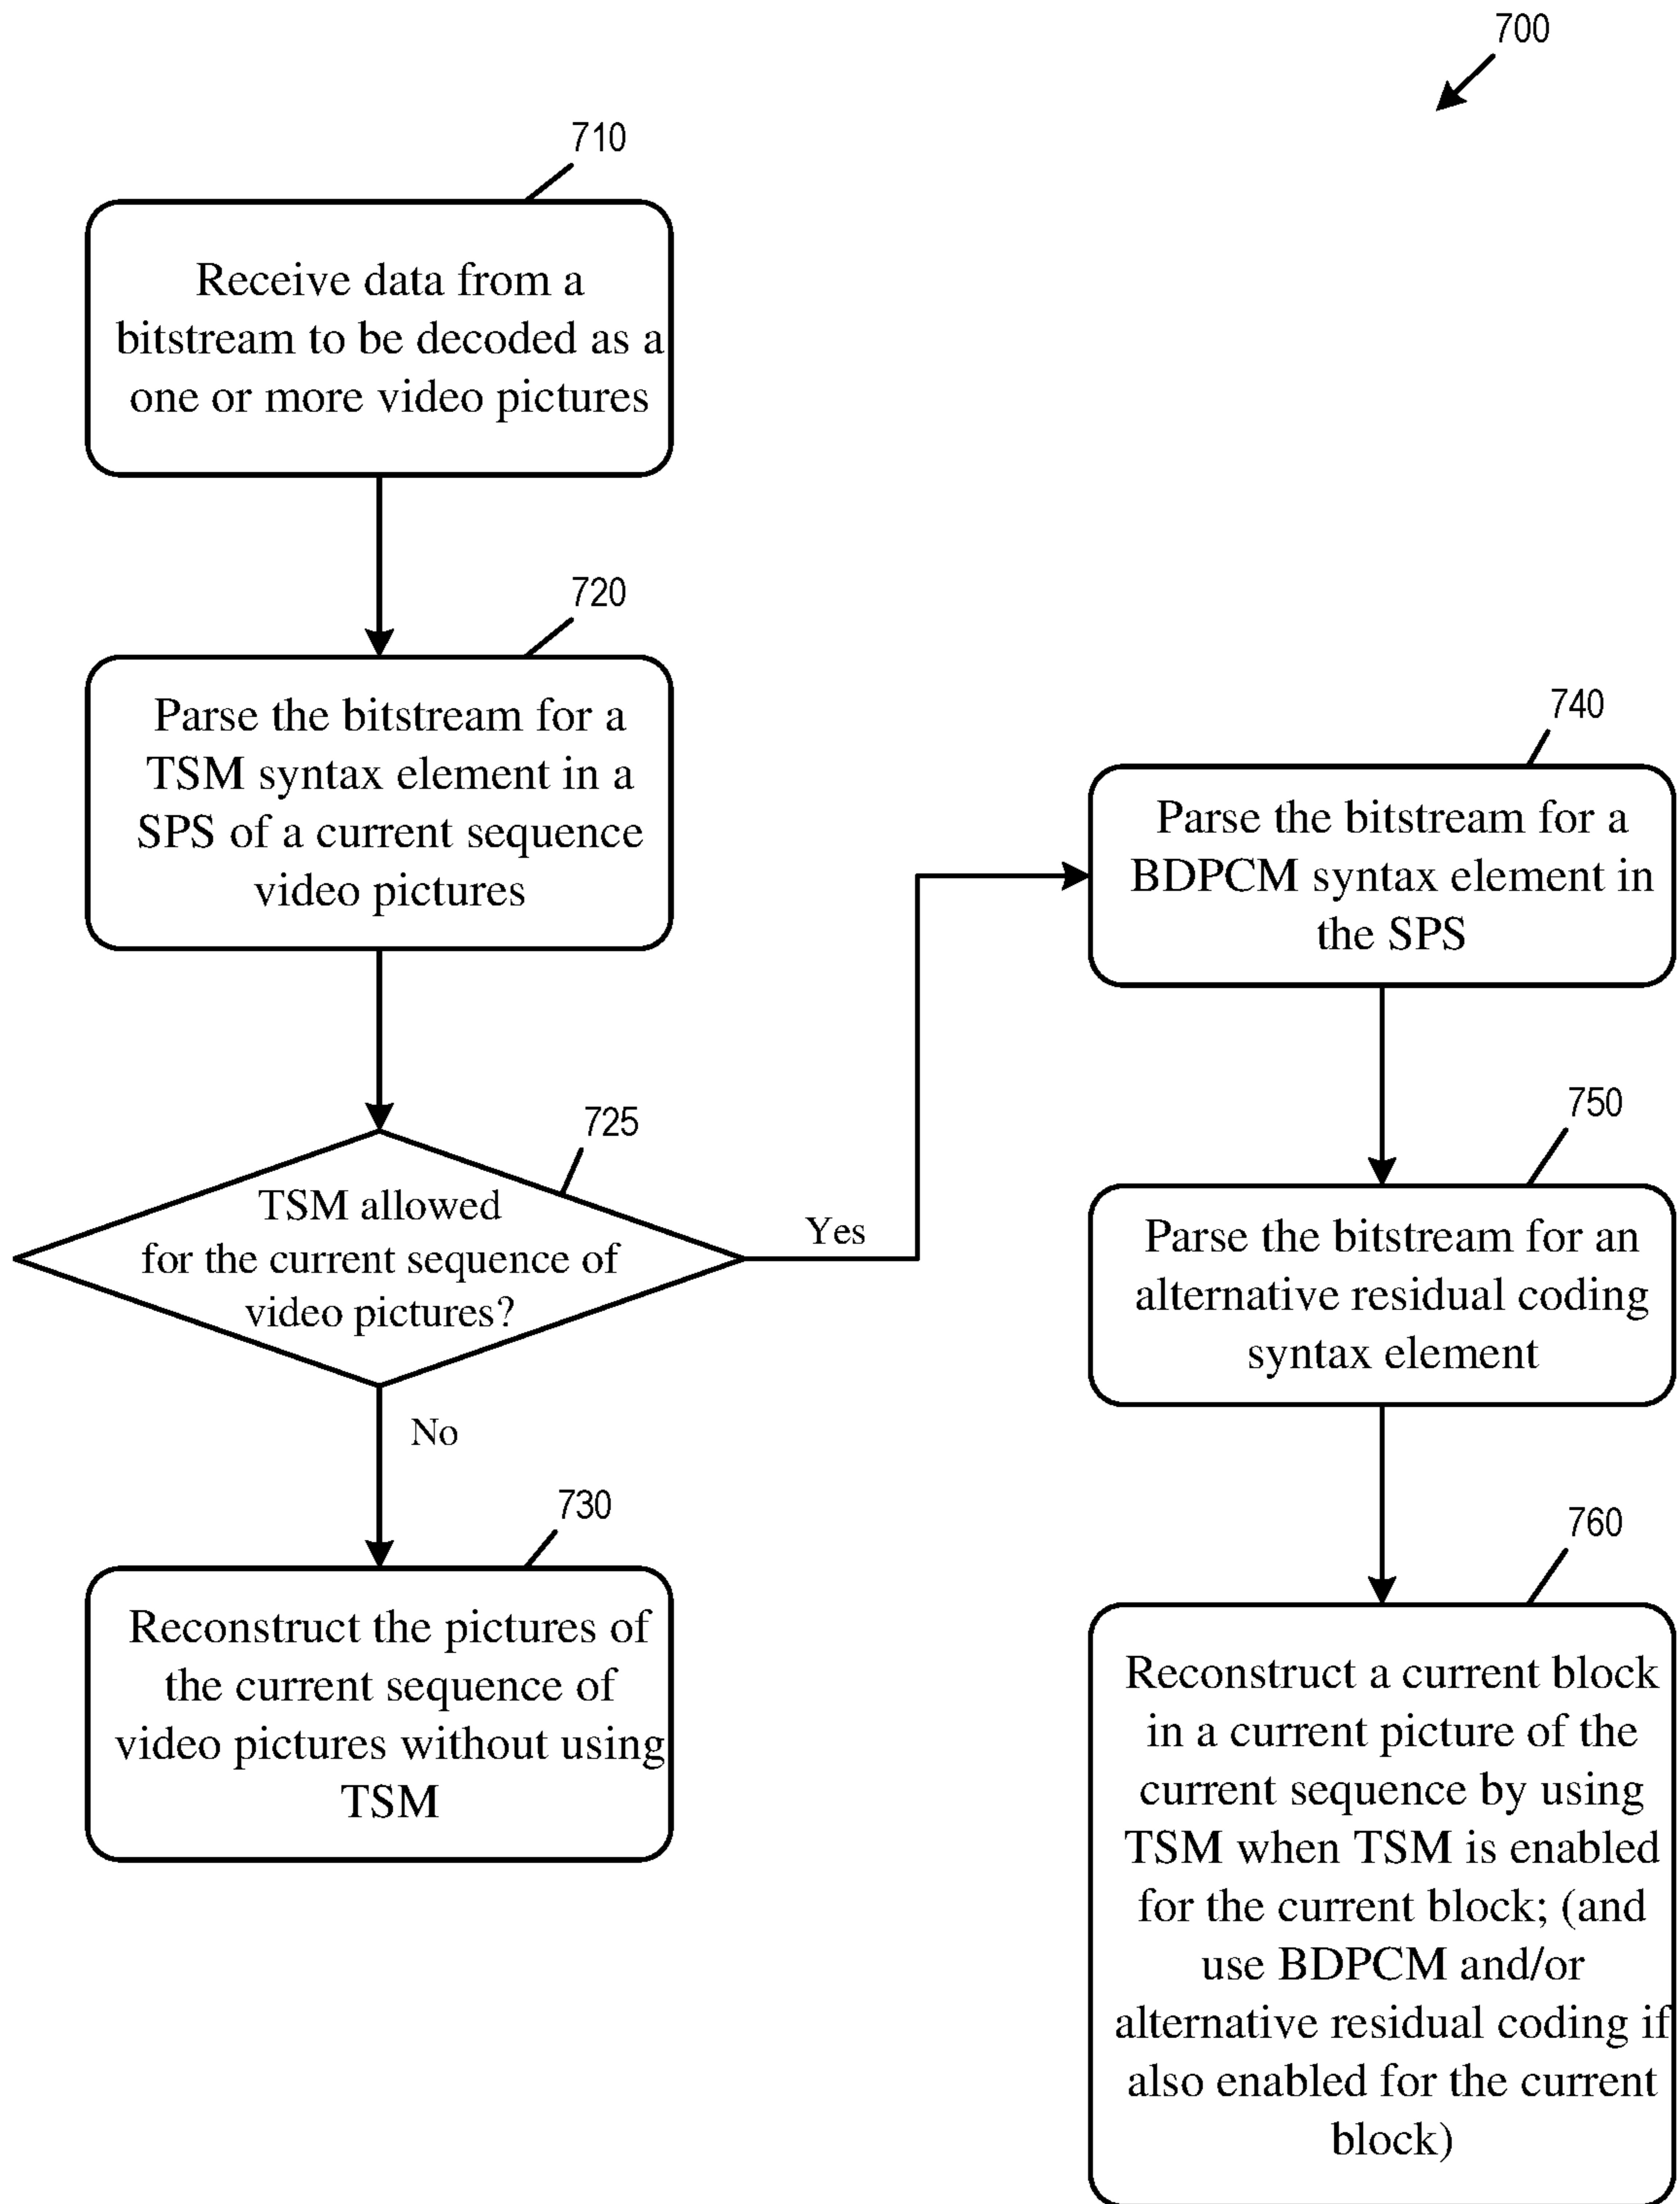 700
710
Receive data from a
bitstream to be decoded as a
one or more video pictures
720
Parse the bitstream for a
TSM syntax element in a
SPS of a current sequence
video pictures
725
TSM allowed
for the current sequence of
video pictures?
Yes
No
730
Reconstruct the pictures of
the current sequence of
video pictures without using
TSM
740
Parse the bitstream for a
BDPCM syntax element in
the SPS
750
Parse the bitstream for an
alternative residual coding
syntax element
760
Reconstruct a current block
in a current picture of the
current sequence by using
TSM when TSM is enabled
for the current block; (and
use BDPCM and/or
alternative residual coding if
also enabled for the current
block)